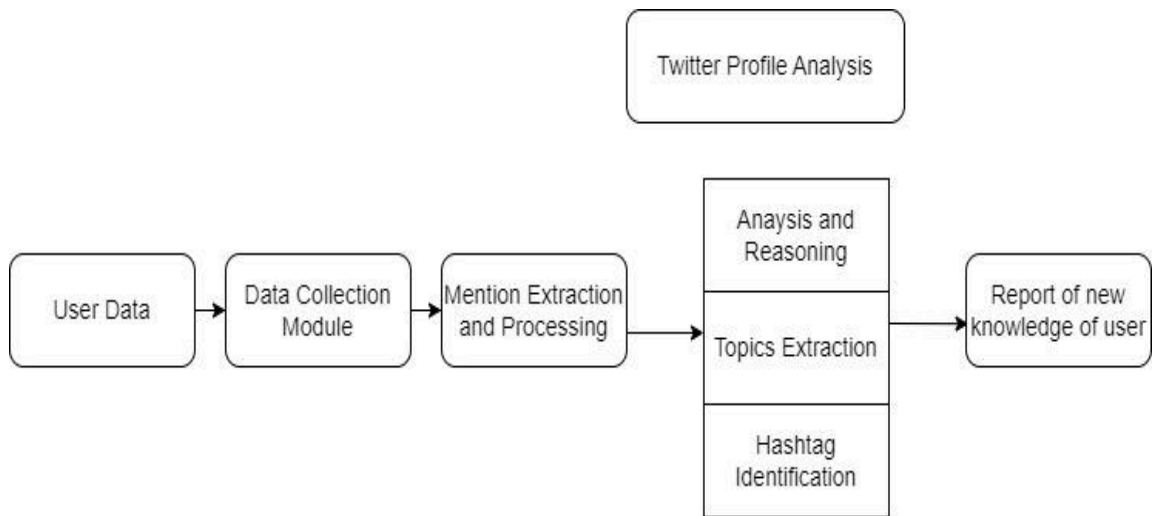 Twitter Profile Analysis
User Data
Data Collection
Module
Mention Extraction
and Processing
Anaysis and
Reasoning
Topics Extraction
Hashtag
Identification
Report of new
knowledge of user